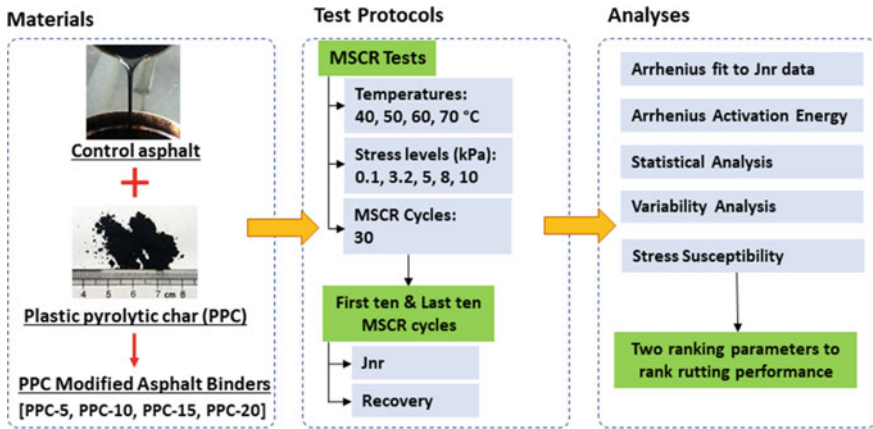 Materials
Control asphalt
4 5 6 7 cm 8
Plastic pyrolytic char (PPC)
PPC Modified Asphalt Binders
[PPC-5, PPC-10, PPC-15, PPC-20]
Test Protocols
MSCR Tests
Temperatures:
40, 50, 60, 70 °C
Stress levels (kPa):
0.1, 3.2, 5, 8, 10
MSCR Cycles:
30
First ten & Last ten
MSCR cycles
Jnr
Recovery
Analyses
Arrhenius fit to Jnr data
Arrhenius Activation Energy
Statistical Analysis
Variability Analysis
Stress Susceptibility
Two ranking parameters to
rank rutting performance